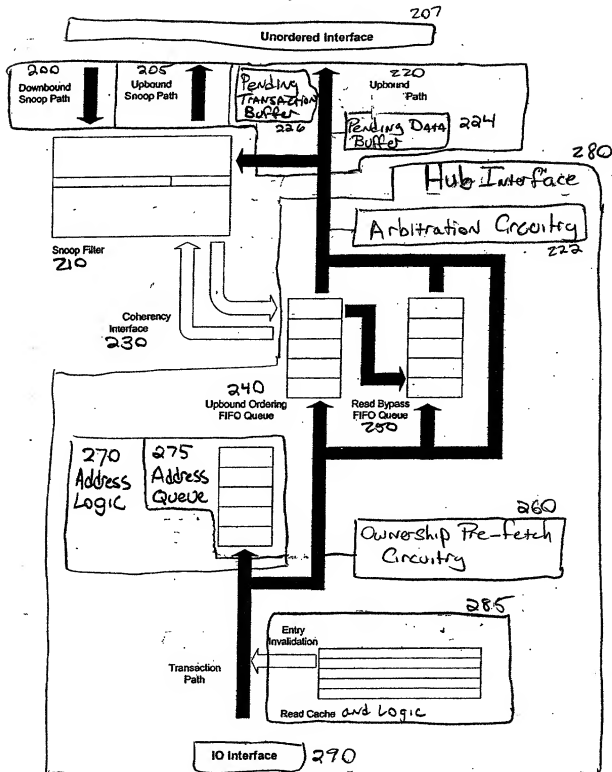 207
Unordered Interface
200
Downbound
Snoop Path
205
Upbound
Snoop Path
Pending
Transaction
Buffer
226
220
Upbound
Path
Pending Data
Buffer
224
280
Hub Interface
Arbitration Circuitry
222
Snoop Filter
210
Coherency
Interface
230
240
Upbound Ordering
FIFO Queue
Read Bypass
FIFO Queue
250
270
Address
Logic
275
Address
Queue
260
Ownership Pre-fetch
Circuitry
285
Entry
Invalidation
Transaction
Path
Read Cache and Logic
IO Interface
290